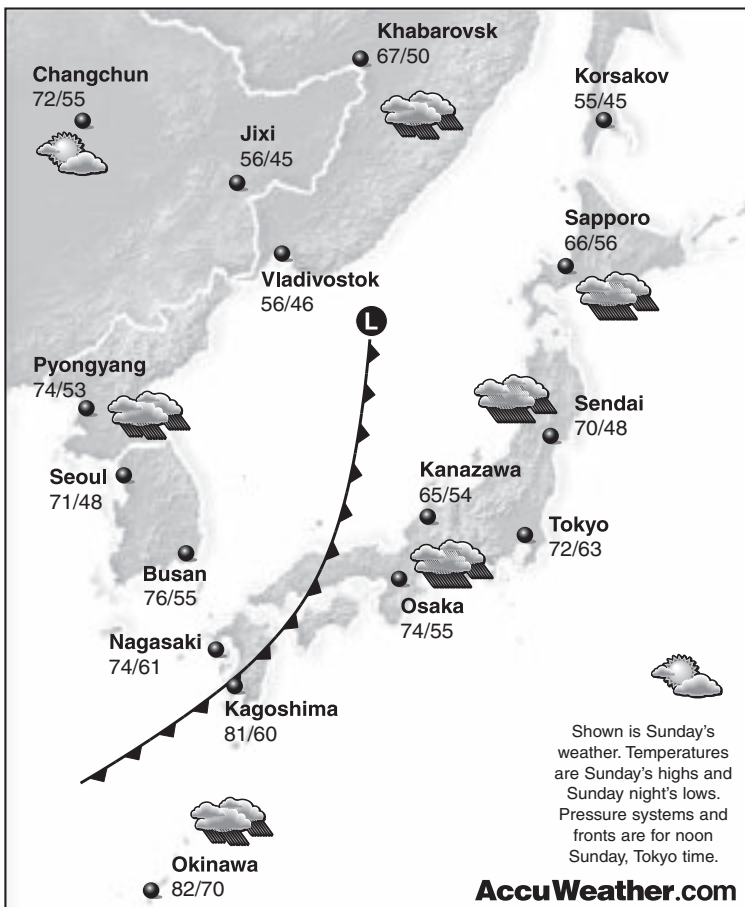 Khabarovsk
67/50
Changchun
72/55
Korsakov
55/45
Jixi
56/45
Sapporo
66/56
Vladivostok
56/46
L
Pyongyang
74/53
Sendai
70/48
Kanazawa
65/54
Seoul
71/48
Tokyo
72/63
Busan
76/55
Osaka
74/55
Nagasaki
74/61
Kagoshima
81/60
Shown is Sunday's
weather. Temperatures
are Sunday's highs and
Sunday night's lows.
Pressure systems and
fronts are for noon
Sunday, Tokyo time.
Okinawa
82/70
AccuWeather.com